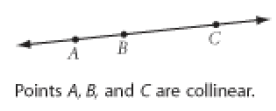 A B C
Points A, B, and C are collinear.